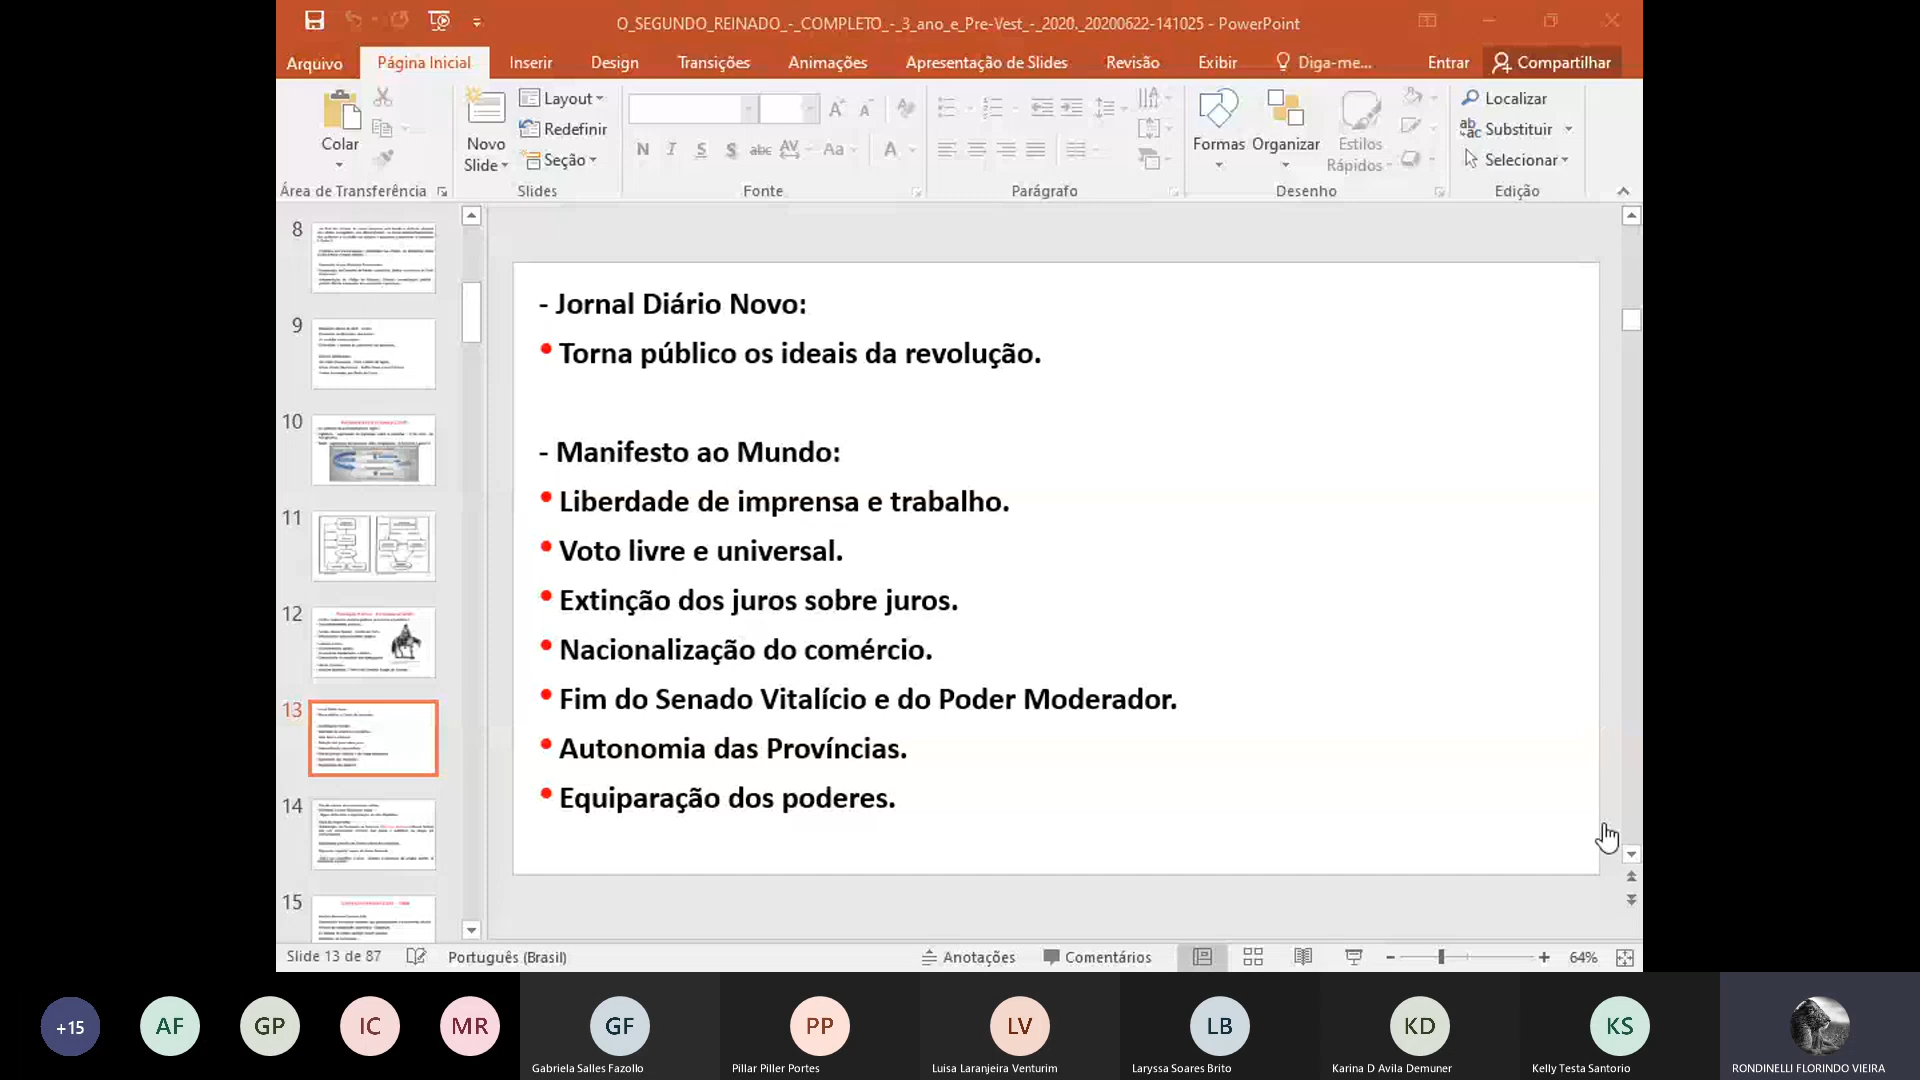 O_SEGUNDO_REINADO_-_COMPLETO_-_3_ano_e_Pre-Vest_-_2020._20200622-141025 - PowerPoint
Arquivo Página Inicial Inserir Design Transições Animações Apresentação de Slides Revisão Exibir Diga-me... Entrar Compartilhar
Colar
Novo Slide
Layout
Redefinir
Seção
N I S S abc AV Aa A
Formas Organizar Estilos Rápidos
Localizar
Substituir
Selecionar
Área de Transferência Slides Fonte Parágrafo Desenho Edição
8
9
10
11
12
13
14
15
- Jornal Diário Novo:
• Torna público os ideais da revolução.
- Manifesto ao Mundo:
• Liberdade de imprensa e trabalho.
• Voto livre e universal.
• Extinção dos juros sobre juros.
• Nacionalização do comércio.
• Fim do Senado Vitalício e do Poder Moderador.
• Autonomia das Províncias.
• Equiparação dos poderes.
Slide 13 de 87 Português (Brasil) Anotações Comentários 64%
+15 AF GP IC MR GF PP LV LB KD KS
Gabriela Salles Fazollo Pillar Piller Portes Luisa Laranjeira Venturim Laryssa Soares Brito Karina D Avila Demuner Kelly Testa Santorio RONDINELLI FLORINDO VIEIRA